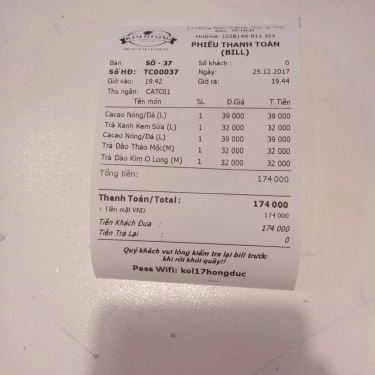 PHIẾU THANH TOÁN
(BILL)
Bàn: SỐ - 37 Số khách: 0
Số HĐ: TC00037 Ngày: 25.12.2017
Giờ vào: 19.42 Giờ ra: 19.44
Thu ngân: CATC01
Tên món SL Đ.Giá T.Tiền
Cacao Nóng/Đá (L) 1 39 000 39 000
Trà Xanh Kem Sữa (L) 1 32 000 32 000
Cacao Nóng/Đá (L) 1 39 000 39 000
Trà Đào Thảo Mộc(M) 1 32 000 32 000
Trà Đào Kim Ô Long (M) 1 32 000 32 000
Tổng tiền: 174 000
Thanh Toán/Total : 174 000
+ Tiền mặt VND 174 000
Tiền Khách Đưa : 174 000
Tiền Trả Lại : 0
Quý khách vui lòng kiểm tra lại bill trước
khi rời khỏi quầy!!
Pass Wifi: koi17hongduc